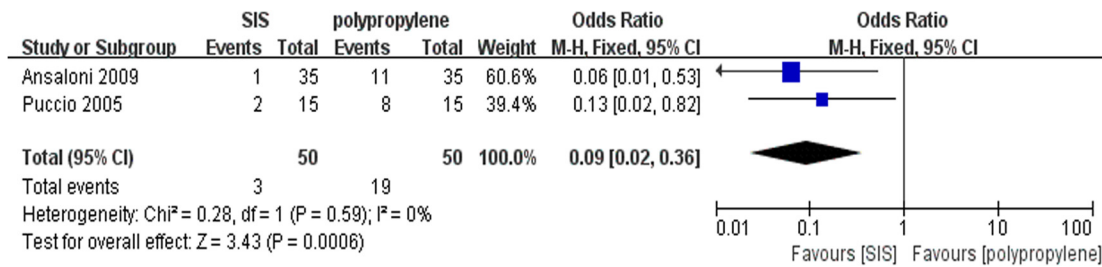 SIS polypropylene Odds Ratio Odds Ratio
Study or Subgroup Events Total Events Total Weight M-H, Fixed, 95% CI M-H, Fixed, 95% CI
Ansaloni 2009 1 35 11 35 60.6% 0.06 [0.01, 0.53]
Puccio 2005 2 15 8 15 39.4% 0.13 [0.02, 0.82]
Total (95% CI) 50 50 100.0% 0.09 [0.02, 0.36]
Total events 3 19
Heterogeneity: Chi² = 0.28, df = 1 (P = 0.59); I² = 0%
Test for overall effect: Z = 3.43 (P = 0.0006)
0.01 0.1 1 10 100
Favours [SIS] Favours [polypropylene]